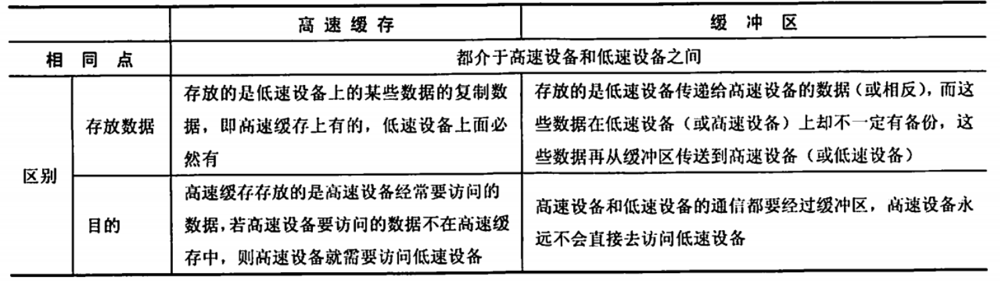 高速缓存 缓冲区
相同点 都介于高速设备和低速设备之间
区别
存放数据
存放的是低速设备上的某些数据的复制数
据，即高速缓存上有的，低速设备上面必
然有
存放的是低速设备传递给高速设备的数据（或相反），而这
些数据在低速设备（或高速设备）上却不一定有备份，这
些数据再从缓冲区传送到高速设备（或低速设备）
目的
高速缓存存放的是高速设备经常要访问的
数据，若高速设备要访问的数据不在高速缓
存中，则高速设备就需要访问低速设备
高速设备和低速设备的通信都要经过缓冲区，高速设备永
远不会直接去访问低速设备